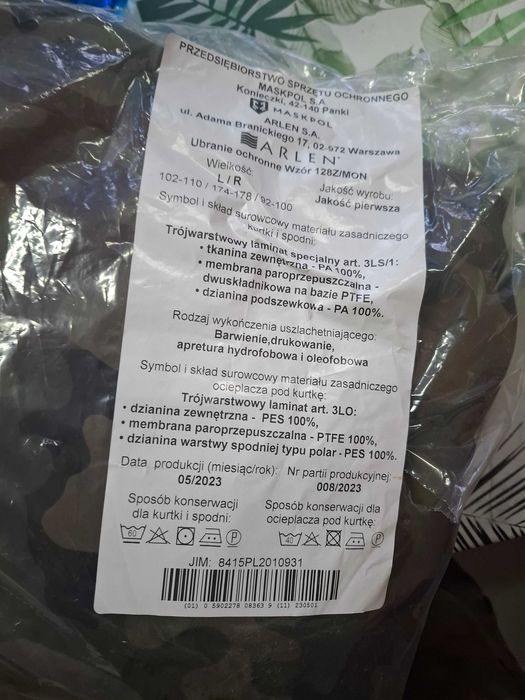 PRZEDSIĘBIORSTWO SPRZĘTU OCHRONNEGO
MASKPOL S.A.
Konieczki, 42-140 Panki
MASKPOL
ARLEN S.A.
ul. Adama Branickiego 17, 02-972 Warszawa
ARLEN
Ubranie ochronne Wzór 128Z/MON
Wielkość: Jakość wyrobu:
L/R Jakość pierwsza
102-110 / 174-178 / 92-100
Symbol i skład surowcowy materiału zasadniczego
kurtki i spodni:
Trójwarstwowy laminat specjalny art. 3LS/1:
• tkanina zewnętrzna - PA 100%,
• membrana paroprzepuszczalna -
dwuskładnikowa na bazie PTFE,
• dzianina podszewkowa - PA 100%.
Rodzaj wykończenia uszlachetniającego:
Barwienie,drukowanie,
apretura hydrofobowa i oleofobowa
Symbol i skład surowcowy materiału zasadniczego
ocieplacza pod kurtkę:
Trójwarstwowy laminat art. 3LO:
• dzianina zewnętrzna - PES 100%,
• membrana paroprzepuszczalna - PTFE 100%,
• dzianina warstwy spodniej typu polar - PES 100%.
Data produkcji (miesiąc/rok): Nr partii produkcyjnej:
05/2023 008/2023
Sposób konserwacji Sposób konserwacji dla
dla kurtki i spodni: ocieplacza pod kurtkę:
60 P 40 P
JIM: 8415PL2010931
(01) 0 5902278 08363 9 (11) 230501